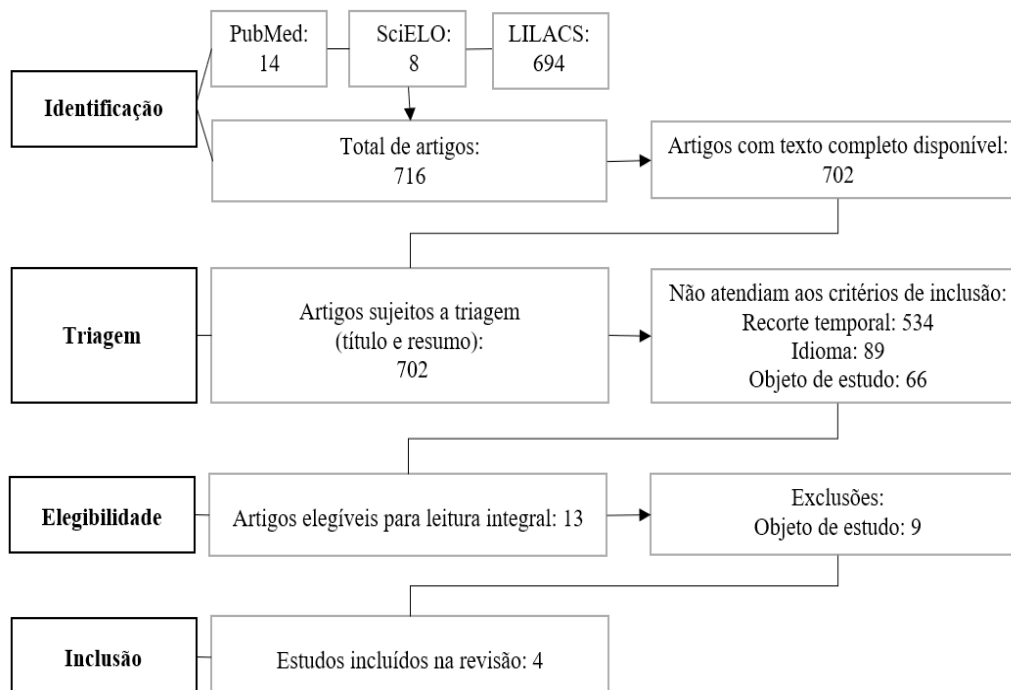 PubMed:
14
SciELO:
8
LILACS:
694
Identificação
Total de artigos:
716
Artigos com texto completo disponível:
702
Triagem
Artigos sujeitos a triagem
(título e resumo):
702
Não atendiam aos critérios de inclusão:
Recorte temporal: 534
Idioma: 89
Objeto de estudo: 66
Elegibilidade
Artigos elegíveis para leitura integral: 13
Exclusões:
Objeto de estudo: 9
Inclusão
Estudos incluídos na revisão: 4